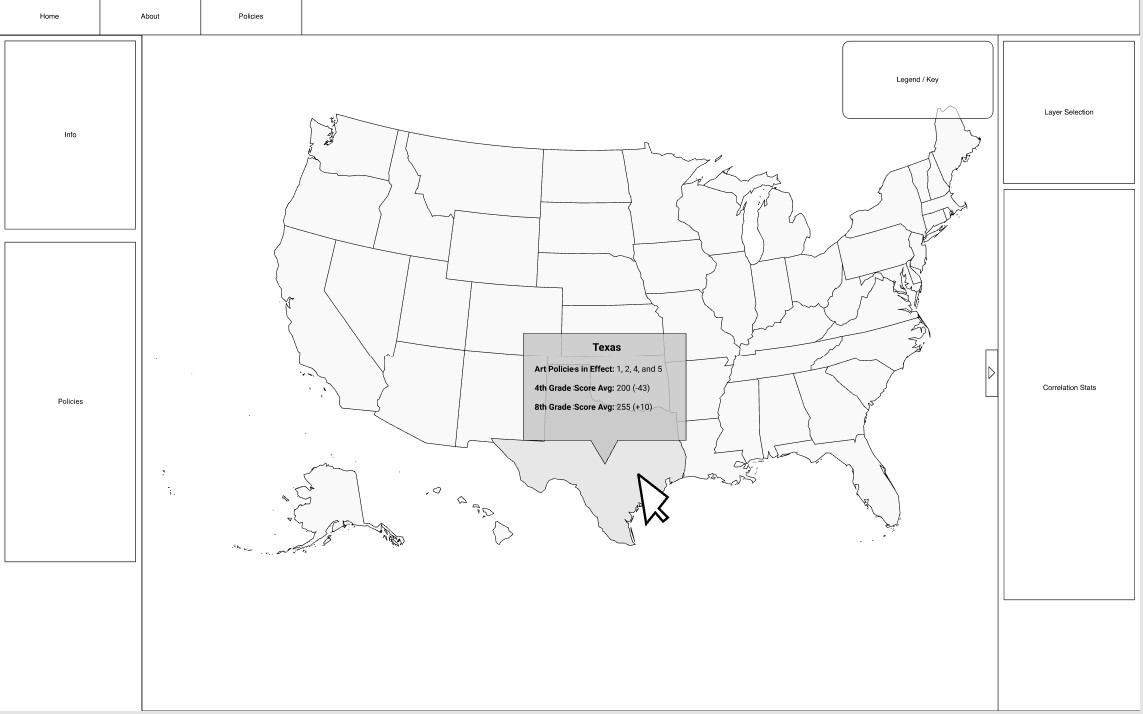 Home
About
Policies
Info
Policies
Legend / Key
Texas
Art Policies in Effect: 1, 2, 4, and 5
4th Grade Score Avg: 200 (-43)
8th Grade Score Avg: 255 (+10)
Layer Selection
Correlation Stats